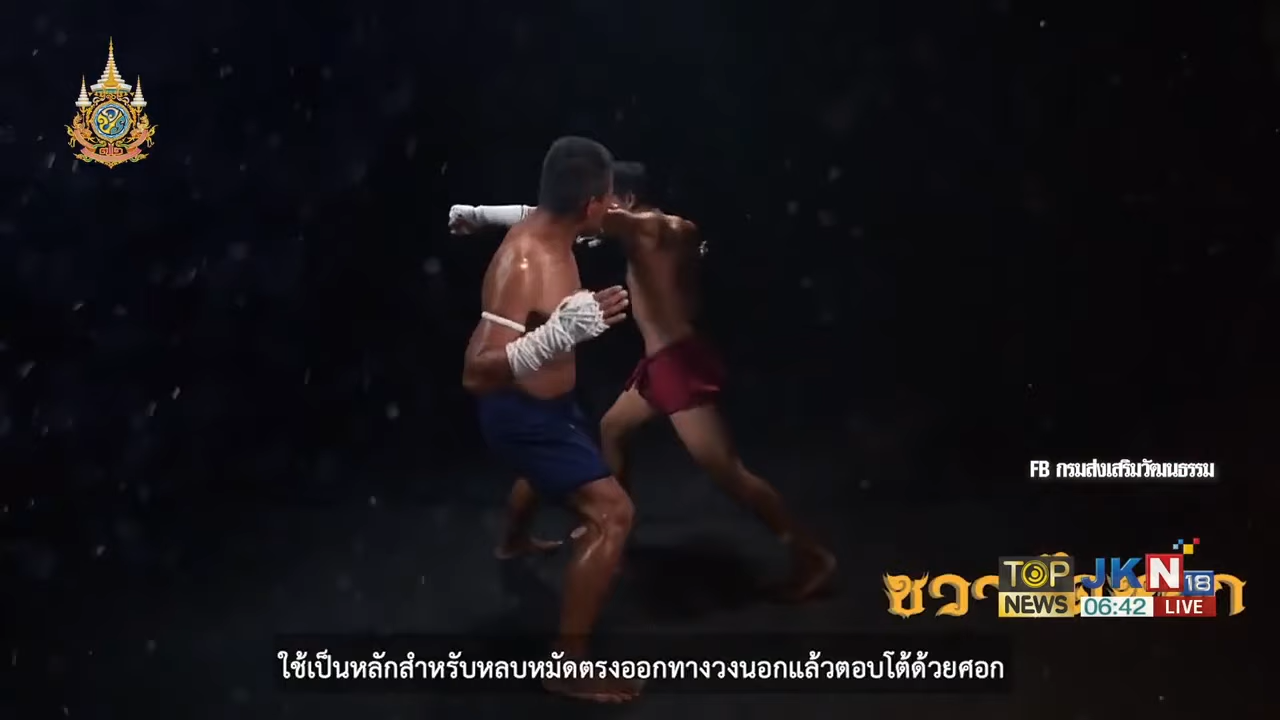 FB กรมส่งเสริมวัฒนธรรม
TOP
NEWS
JKN18
06:42 LIVE
ใช้เป็นหลักสำหรับหลบหมัดตรงออกทางวงนอกแล้วตอบโต้ด้วยศอก